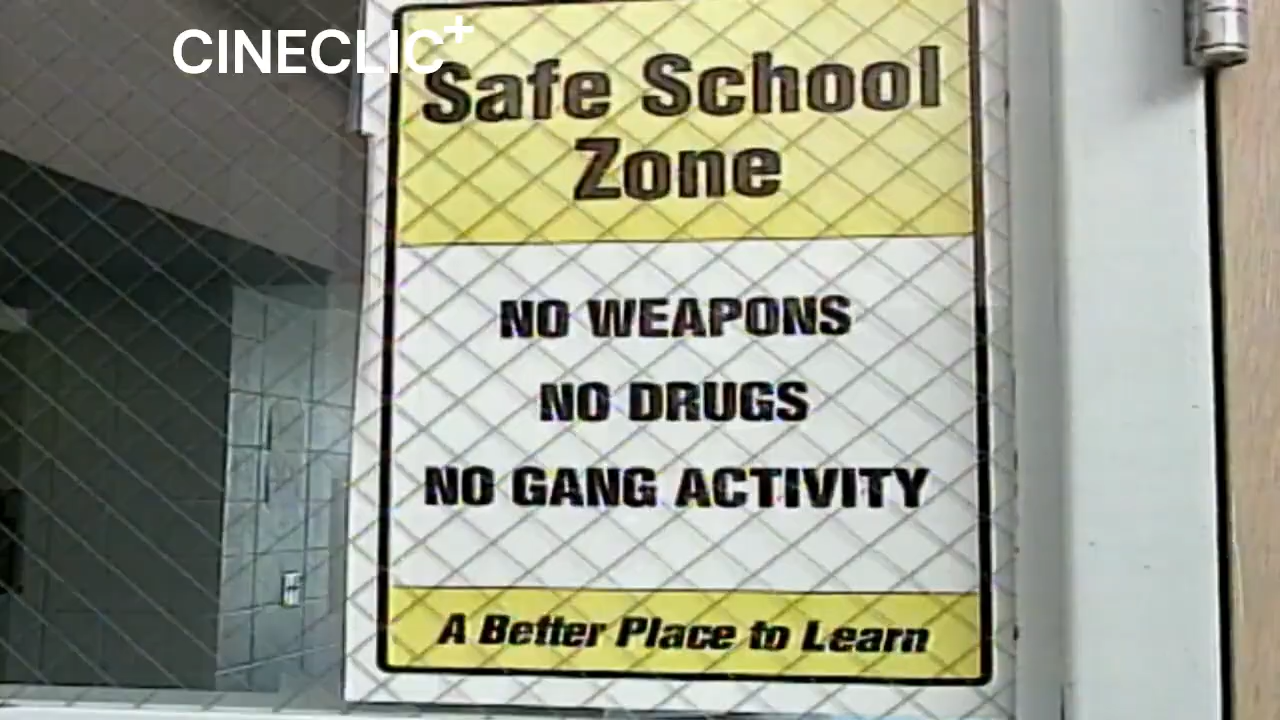 CINECLIC+
Safe School
Zone
NO WEAPONS
NO DRUGS
NO GANG ACTIVITY
A Better Place to Learn